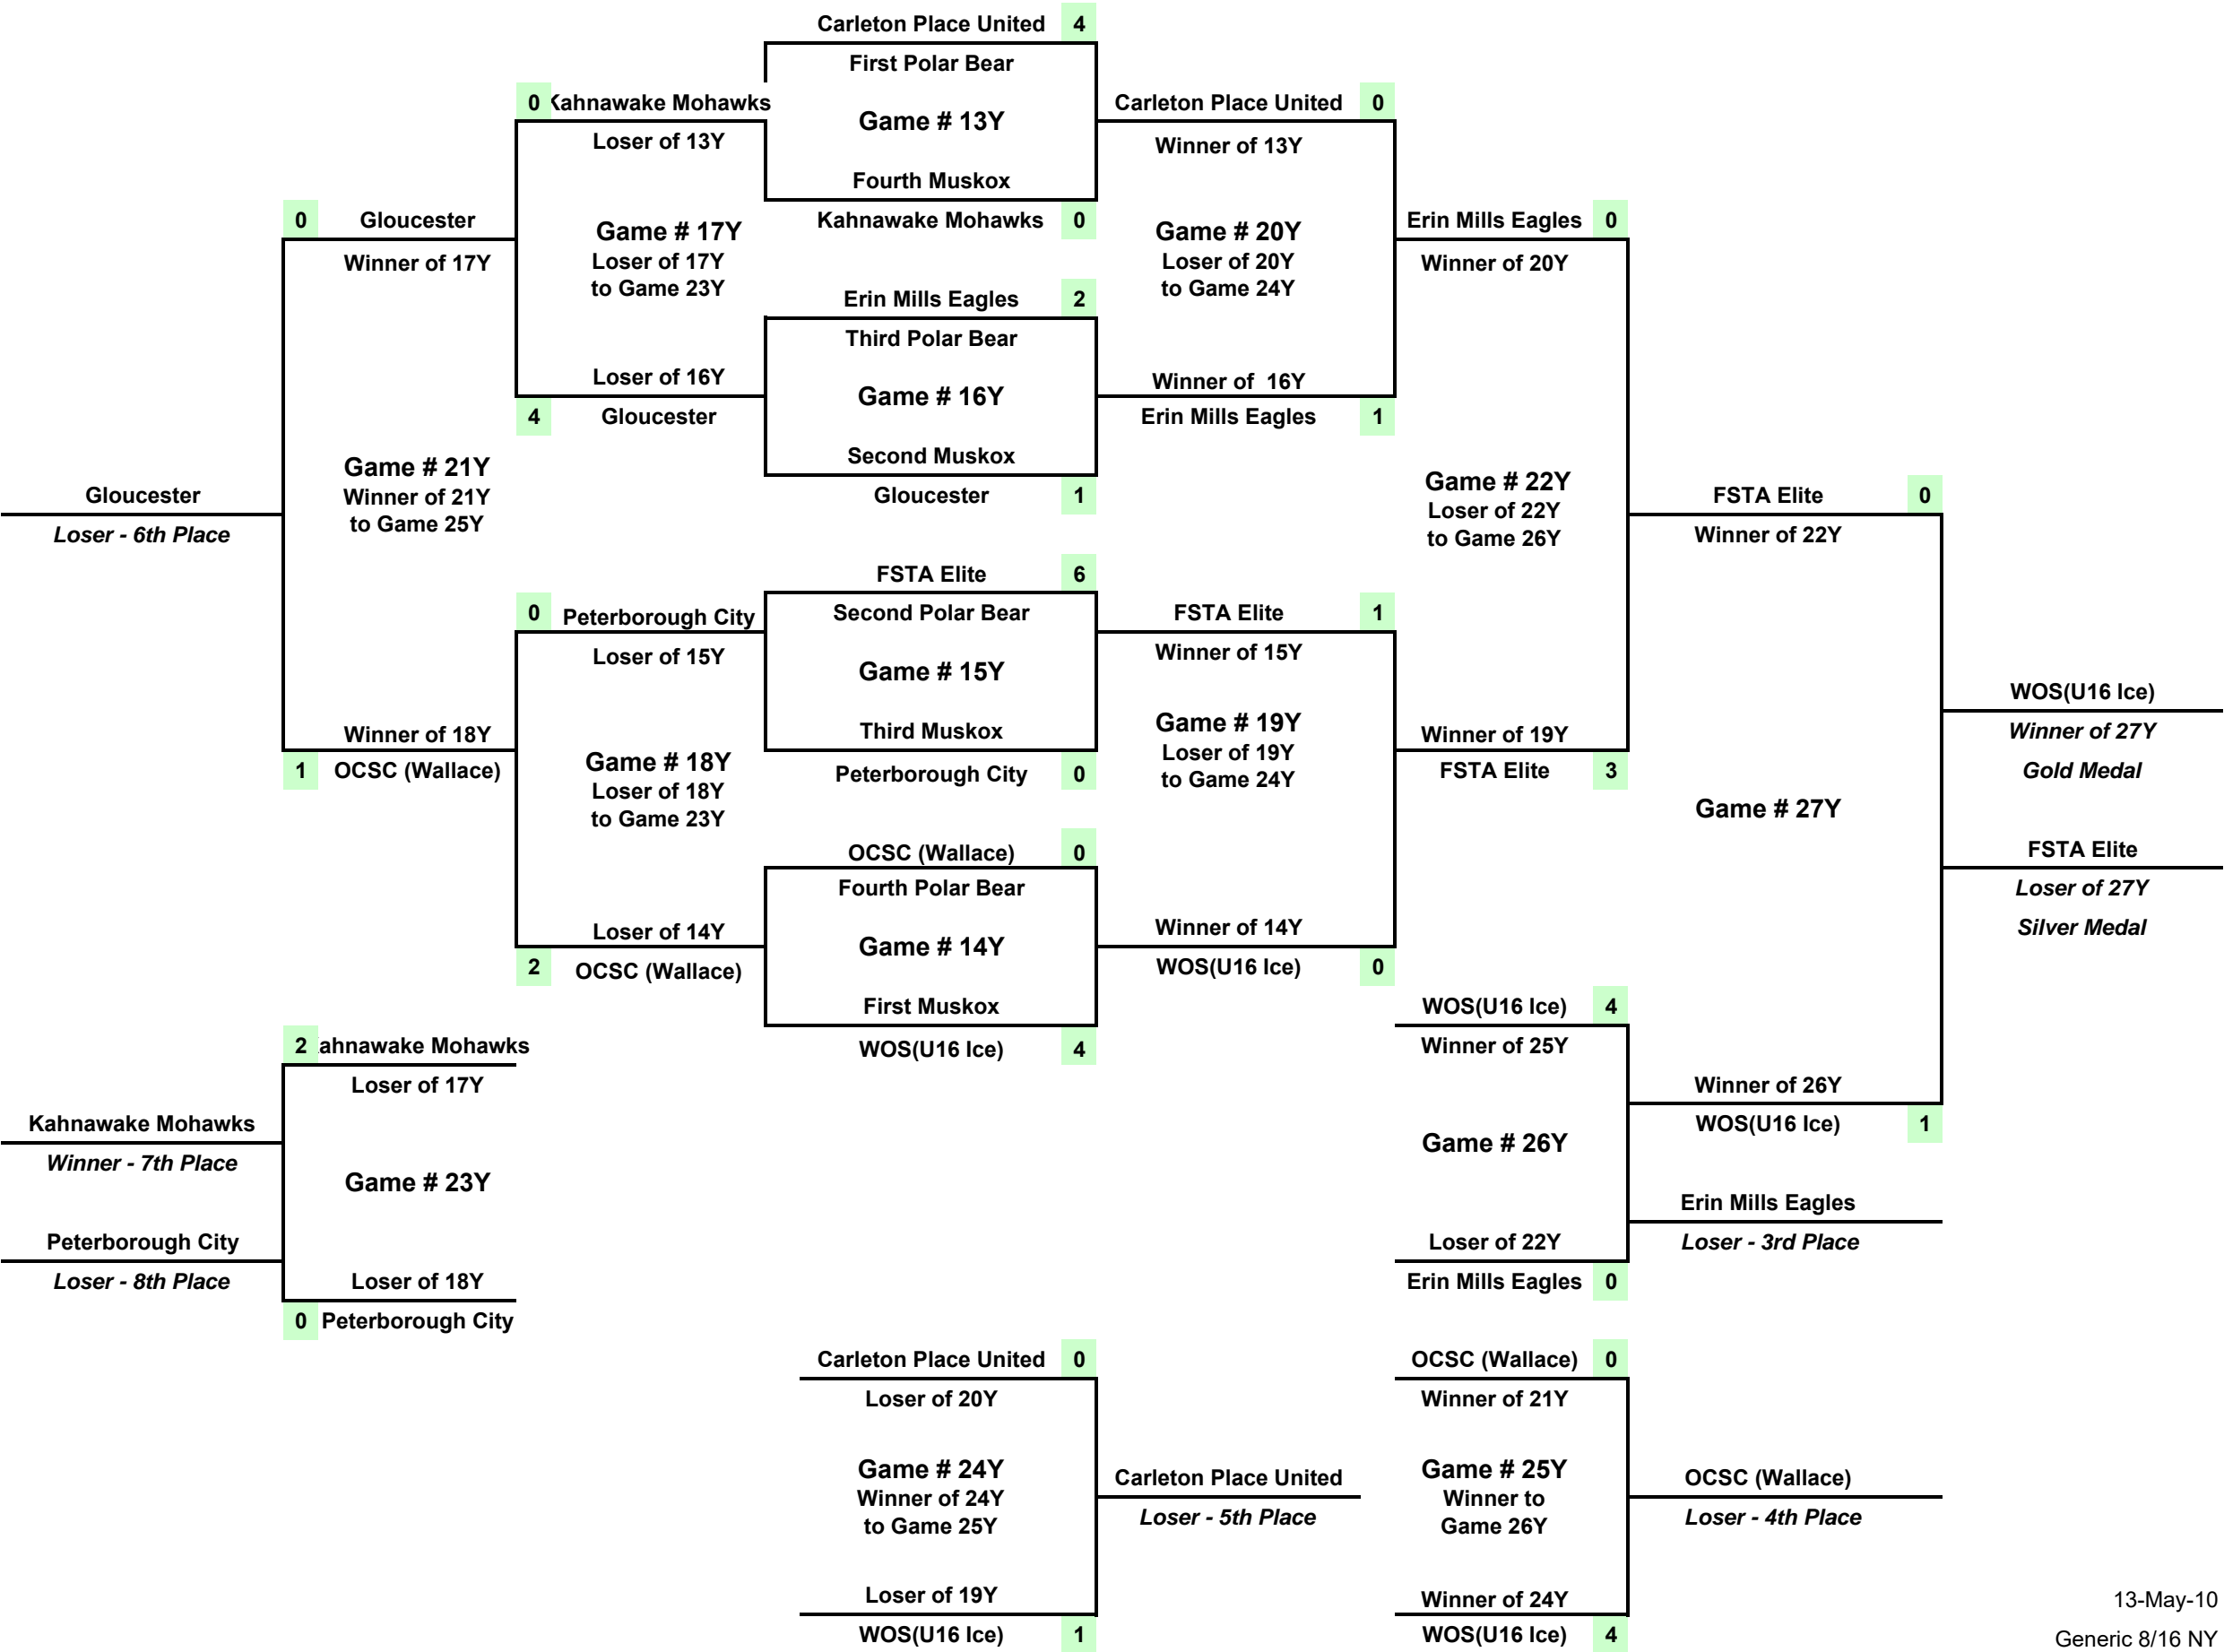 Carleton Place United 4
First Polar Bear
0 Kahnawake Mohawks
Game # 13Y
Carleton Place United 0
Loser of 13Y
Winner of 13Y
Fourth Muskox
0 Gloucester
Kahnawake Mohawks 0
Erin Mills Eagles 0
Game # 17Y
Loser of 17Y
to Game 23Y
Game # 20Y
Loser of 20Y
to Game 24Y
Winner of 17Y
Winner of 20Y
Erin Mills Eagles 2
Third Polar Bear
Loser of 16Y
Game # 16Y
Winner of 16Y
4 Gloucester
Erin Mills Eagles 1
Second Muskox
Gloucester 1
Game # 21Y
Winner of 21Y
to Game 25Y
Game # 22Y
Loser of 22Y
to Game 26Y
Gloucester
Loser - 6th Place
FSTA Elite 0
Winner of 22Y
FSTA Elite 6
0 Peterborough City
Second Polar Bear
FSTA Elite 1
Loser of 15Y
Game # 15Y
Winner of 15Y
WOS(U16 Ice)
Winner of 27Y
Gold Medal
Winner of 18Y
1 OCSC (Wallace)
Third Muskox
Peterborough City 0
Game # 19Y
Loser of 19Y
to Game 24Y
Winner of 19Y
FSTA Elite 3
Game # 18Y
Loser of 18Y
to Game 23Y
Game # 27Y
OCSC (Wallace) 0
Fourth Polar Bear
FSTA Elite
Loser of 27Y
Silver Medal
Loser of 14Y
2 OCSC (Wallace)
Game # 14Y
Winner of 14Y
WOS(U16 Ice) 0
First Muskox
WOS(U16 Ice) 4
WOS(U16 Ice) 4
Winner of 25Y
2 ahnawake Mohawks
Loser of 17Y
Winner of 26Y
WOS(U16 Ice) 1
Kahnawake Mohawks
Winner - 7th Place
Game # 23Y
Game # 26Y
Erin Mills Eagles
Loser - 3rd Place
Peterborough City
Loser - 8th Place
Loser of 18Y
0 Peterborough City
Loser of 22Y
Erin Mills Eagles 0
Carleton Place United 0
Loser of 20Y
OCSC (Wallace) 0
Winner of 21Y
Game # 24Y
Winner of 24Y
to Game 25Y
Carleton Place United
Loser - 5th Place
Game # 25Y
Winner to
Game 26Y
OCSC (Wallace)
Loser - 4th Place
Loser of 19Y
WOS(U16 Ice) 1
Winner of 24Y
WOS(U16 Ice) 4
13-May-10
Generic 8/16 NY